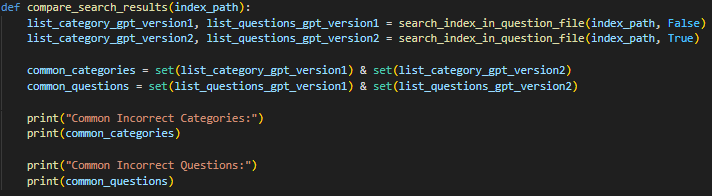 def compare_search_results(index_path):
    list_category_gpt_version1, list_questions_gpt_version1 = search_index_in_question_file(index_path, False)
    list_category_gpt_version2, list_questions_gpt_version2 = search_index_in_question_file(index_path, True)

    common_categories = set(list_category_gpt_version1) & set(list_category_gpt_version2)
    common_questions = set(list_questions_gpt_version1) & set(list_questions_gpt_version2)

    print("Common Incorrect Categories:")
    print(common_categories)

    print("Common Incorrect Questions:")
    print(common_questions)